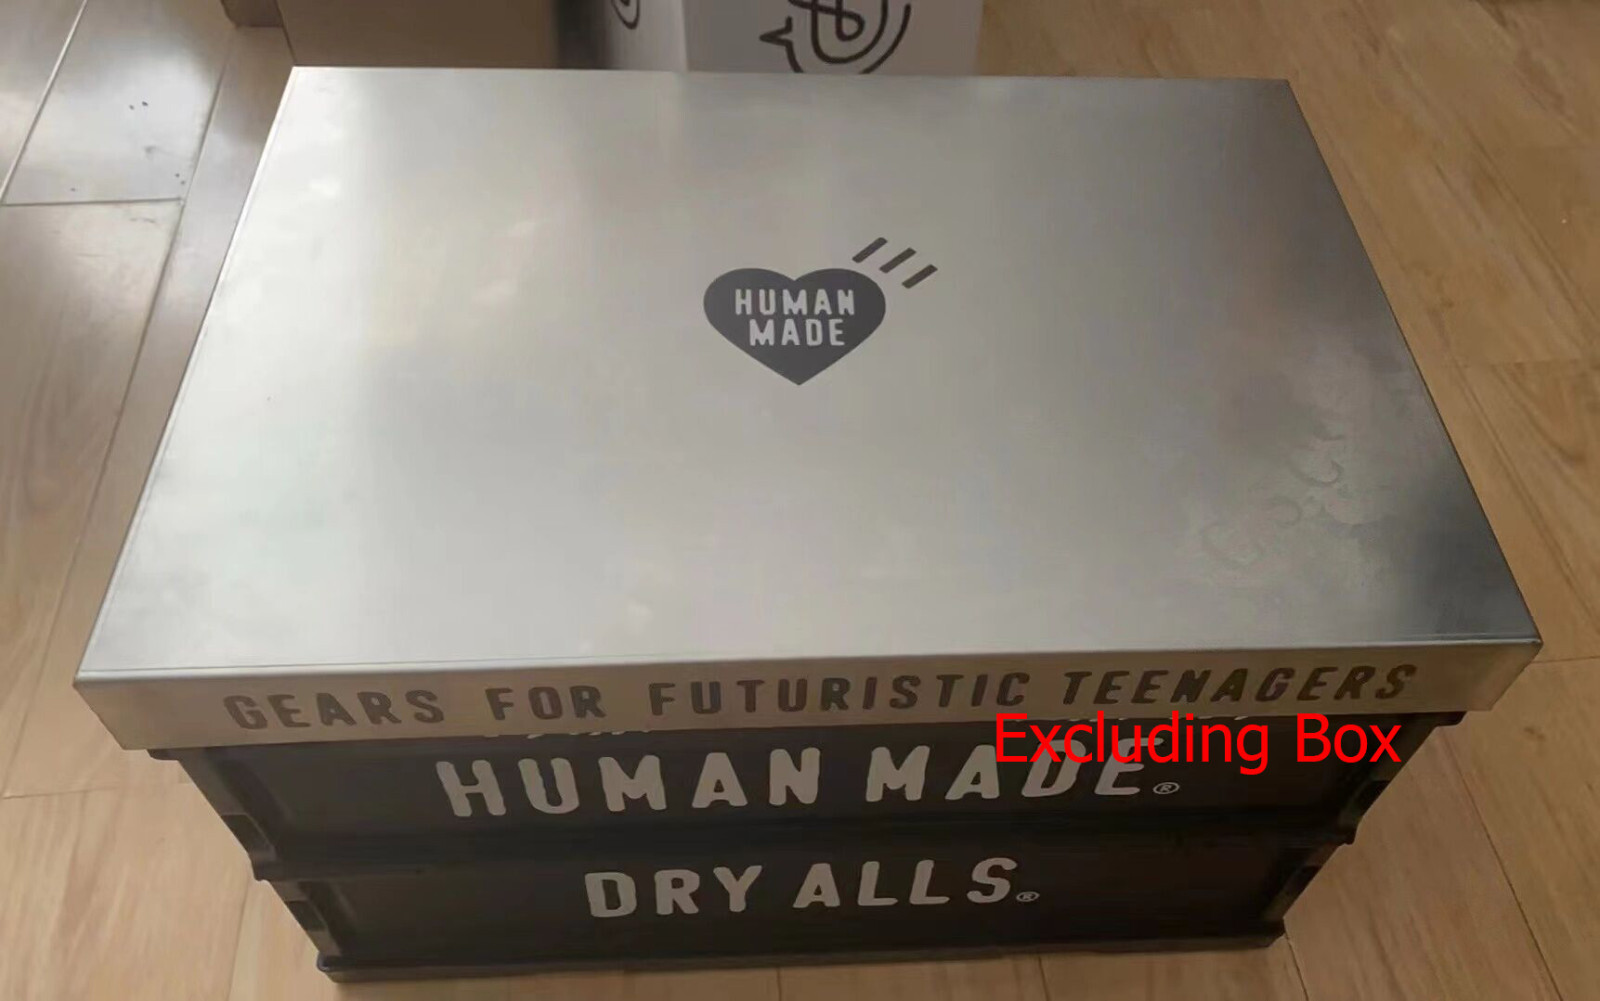 HUMAN
MADE
GEARS FOR FUTURISTIC TEENAGERS
Excluding Box
HUMAN MADE®
DRY ALLS®